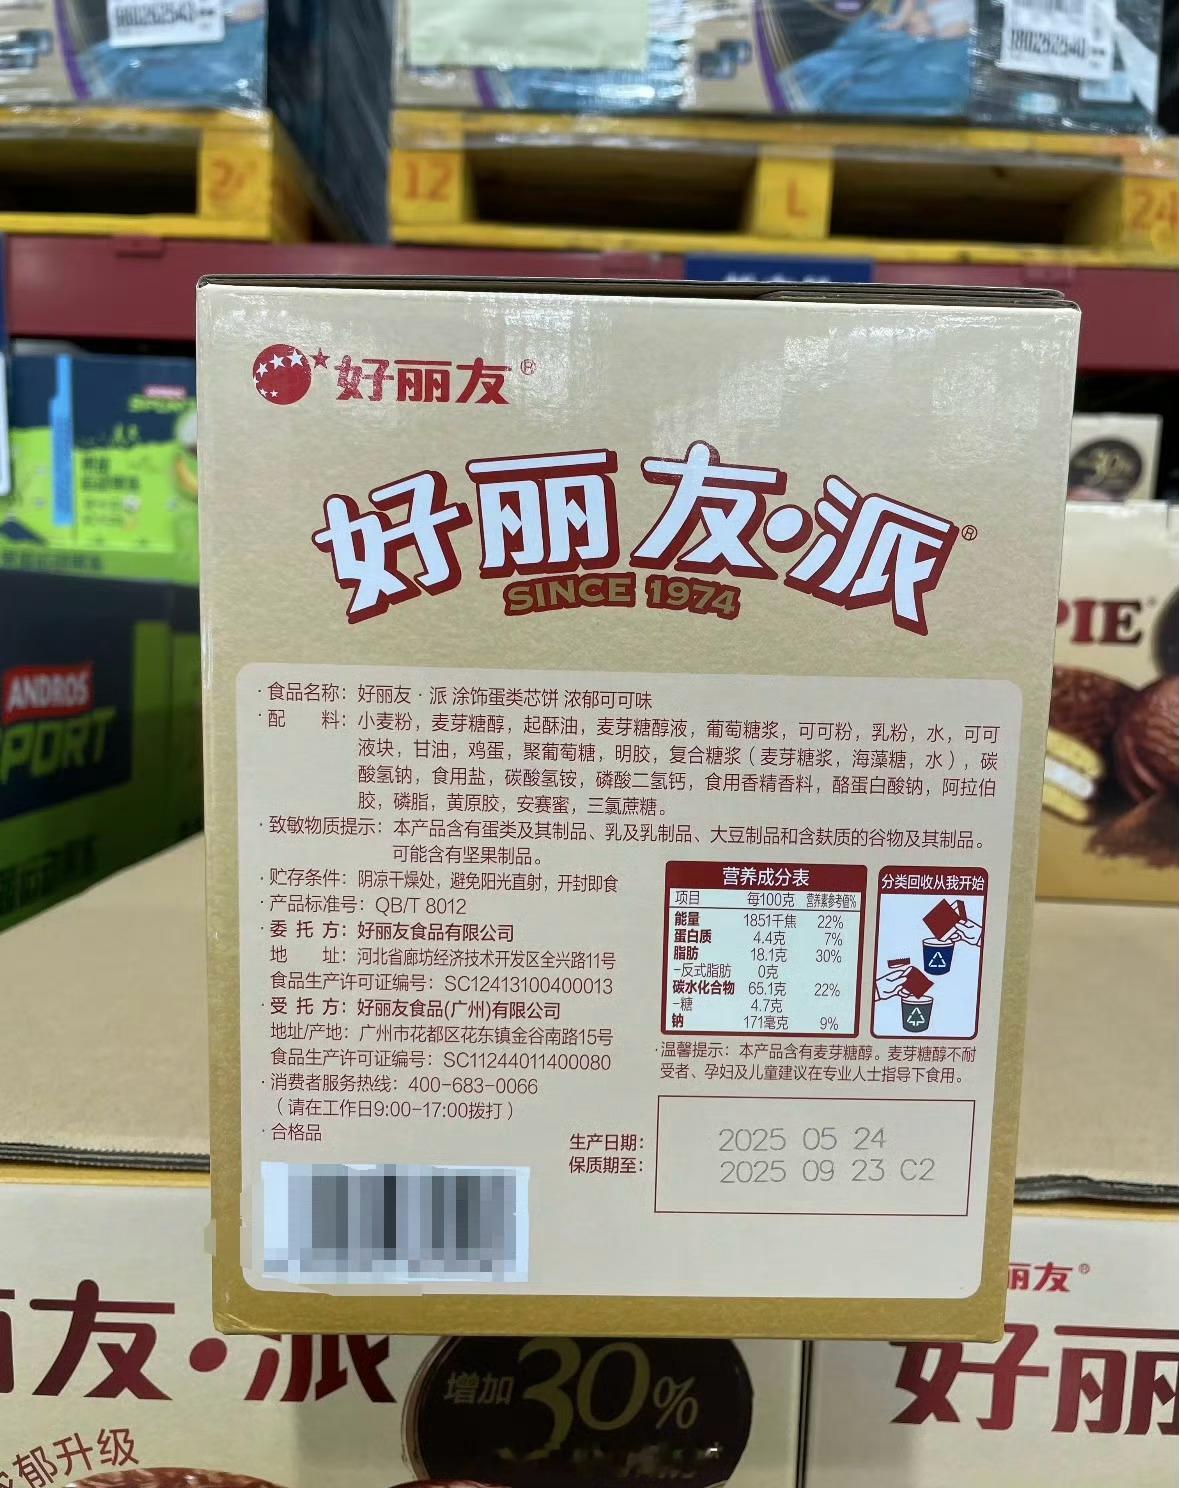 12
L
24
好丽友®
好丽友·派®
SINCE 1974
·食品名称：好丽友·派 涂饰蛋类芯饼 浓郁可可味
·配 料：小麦粉，麦芽糖醇，起酥油，麦芽糖醇液，葡萄糖浆，可可粉，乳粉，水，可可
液块，甘油，鸡蛋，聚葡萄糖，明胶，复合糖浆（麦芽糖浆，海藻糖，水），碳
酸氢钠，食用盐，碳酸氢铵，磷酸二氢钙，食用香精香料，酪蛋白酸钠，阿拉伯
胶，磷脂，黄原胶，安赛蜜，三氯蔗糖。
·致敏物质提示：本产品含有蛋类及其制品、乳及乳制品、大豆制品和含麸质的谷物及其制品。
可能含有坚果制品。
·贮存条件：阴凉干燥处，避免阳光直射，开封即食
·产品标准号：QB/T 8012
·委 托 方：好丽友食品有限公司
地 址：河北省廊坊经济技术开发区全兴路11号
食品生产许可证编号：SC12413100400013
·受 托 方：好丽友食品(广州)有限公司
地址/产地：广州市花都区花东镇金谷南路15号
食品生产许可证编号：SC11244011400080
·消费者服务热线：400-683-0066
（请在工作日9:00-17:00拨打）
·合格品
营养成分表
项目 每100克 营养素参考值%
能量 1851千焦 22%
蛋白质 4.4克 7%
脂肪 18.1克 30%
-反式脂肪 0克
碳水化合物 65.1克 22%
-糖 4.7克
钠 171毫克 9%
分类回收从我开始
·温馨提示：本产品含有麦芽糖醇。麦芽糖醇不耐
受者、孕妇及儿童建议在专业人士指导下食用。
生产日期：2025 05 24
保质期至：2025 09 23 C2
ANDROS
PORT
PIE
友·派
郁升级
增加30%
丽友®
好丽